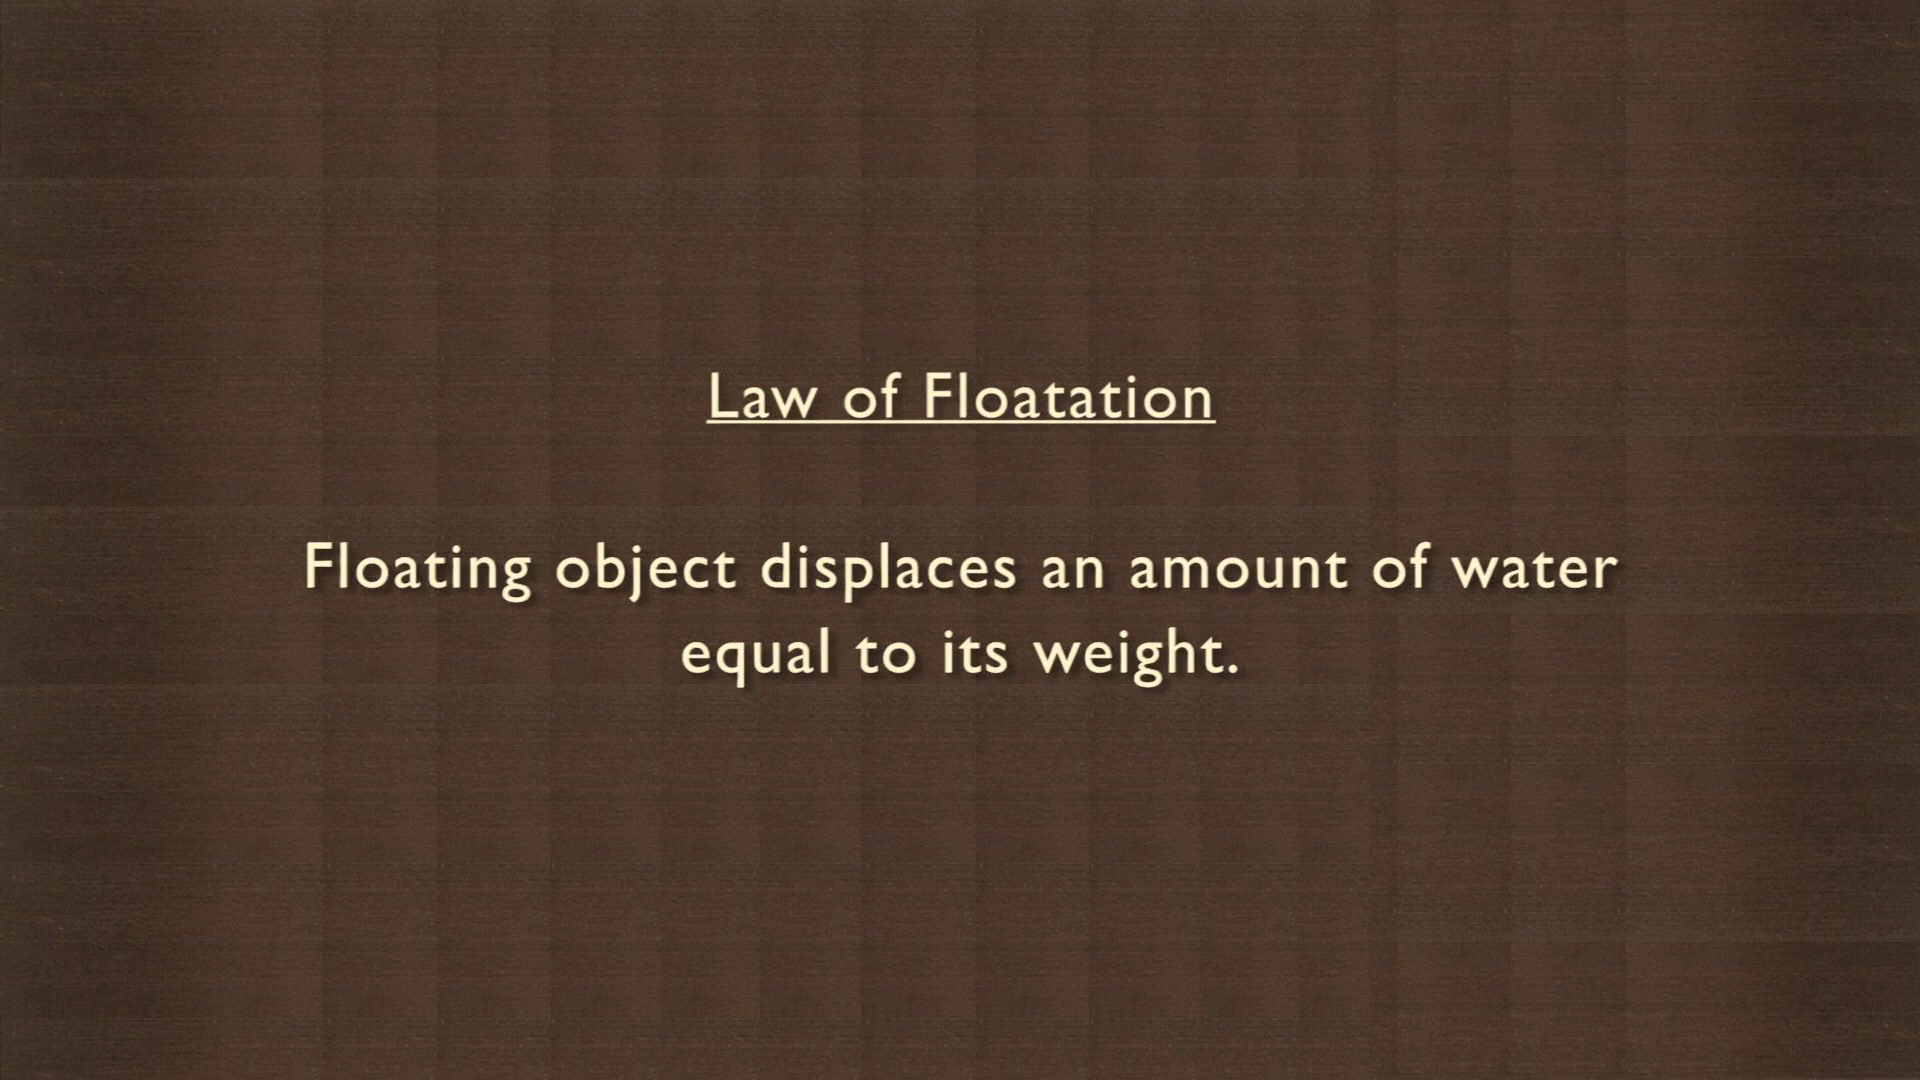 Law of Floatation
Floating object displaces an amount of water
equal to its weight.